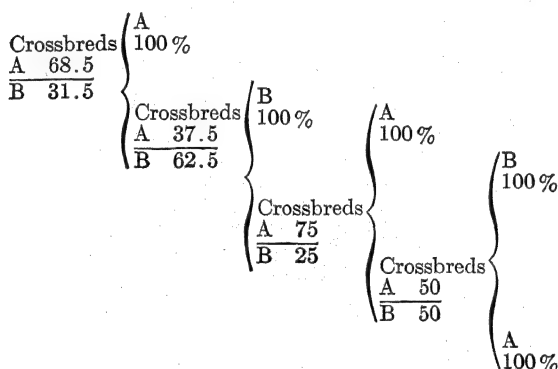 Crossbreds
A 68.5
B 31.5
A
100 %
Crossbreds
A 37.5
B 62.5
B
100 %
Crossbreds
A 75
B 25
A
100 %
Crossbreds
A 50
B 50
B
100 %
A
100 %